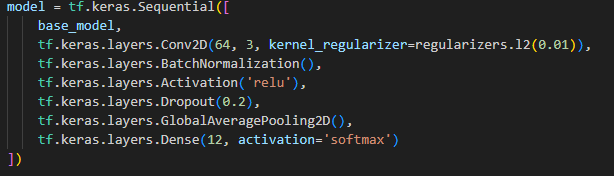 model = tf.keras.Sequential([
    base_model,
    tf.keras.layers.Conv2D(64, 3, kernel_regularizer=regularizers.l2(0.01)),
    tf.keras.layers.BatchNormalization(),
    tf.keras.layers.Activation('relu'),
    tf.keras.layers.Dropout(0.2),
    tf.keras.layers.GlobalAveragePooling2D(),
    tf.keras.layers.Dense(12, activation='softmax')
])